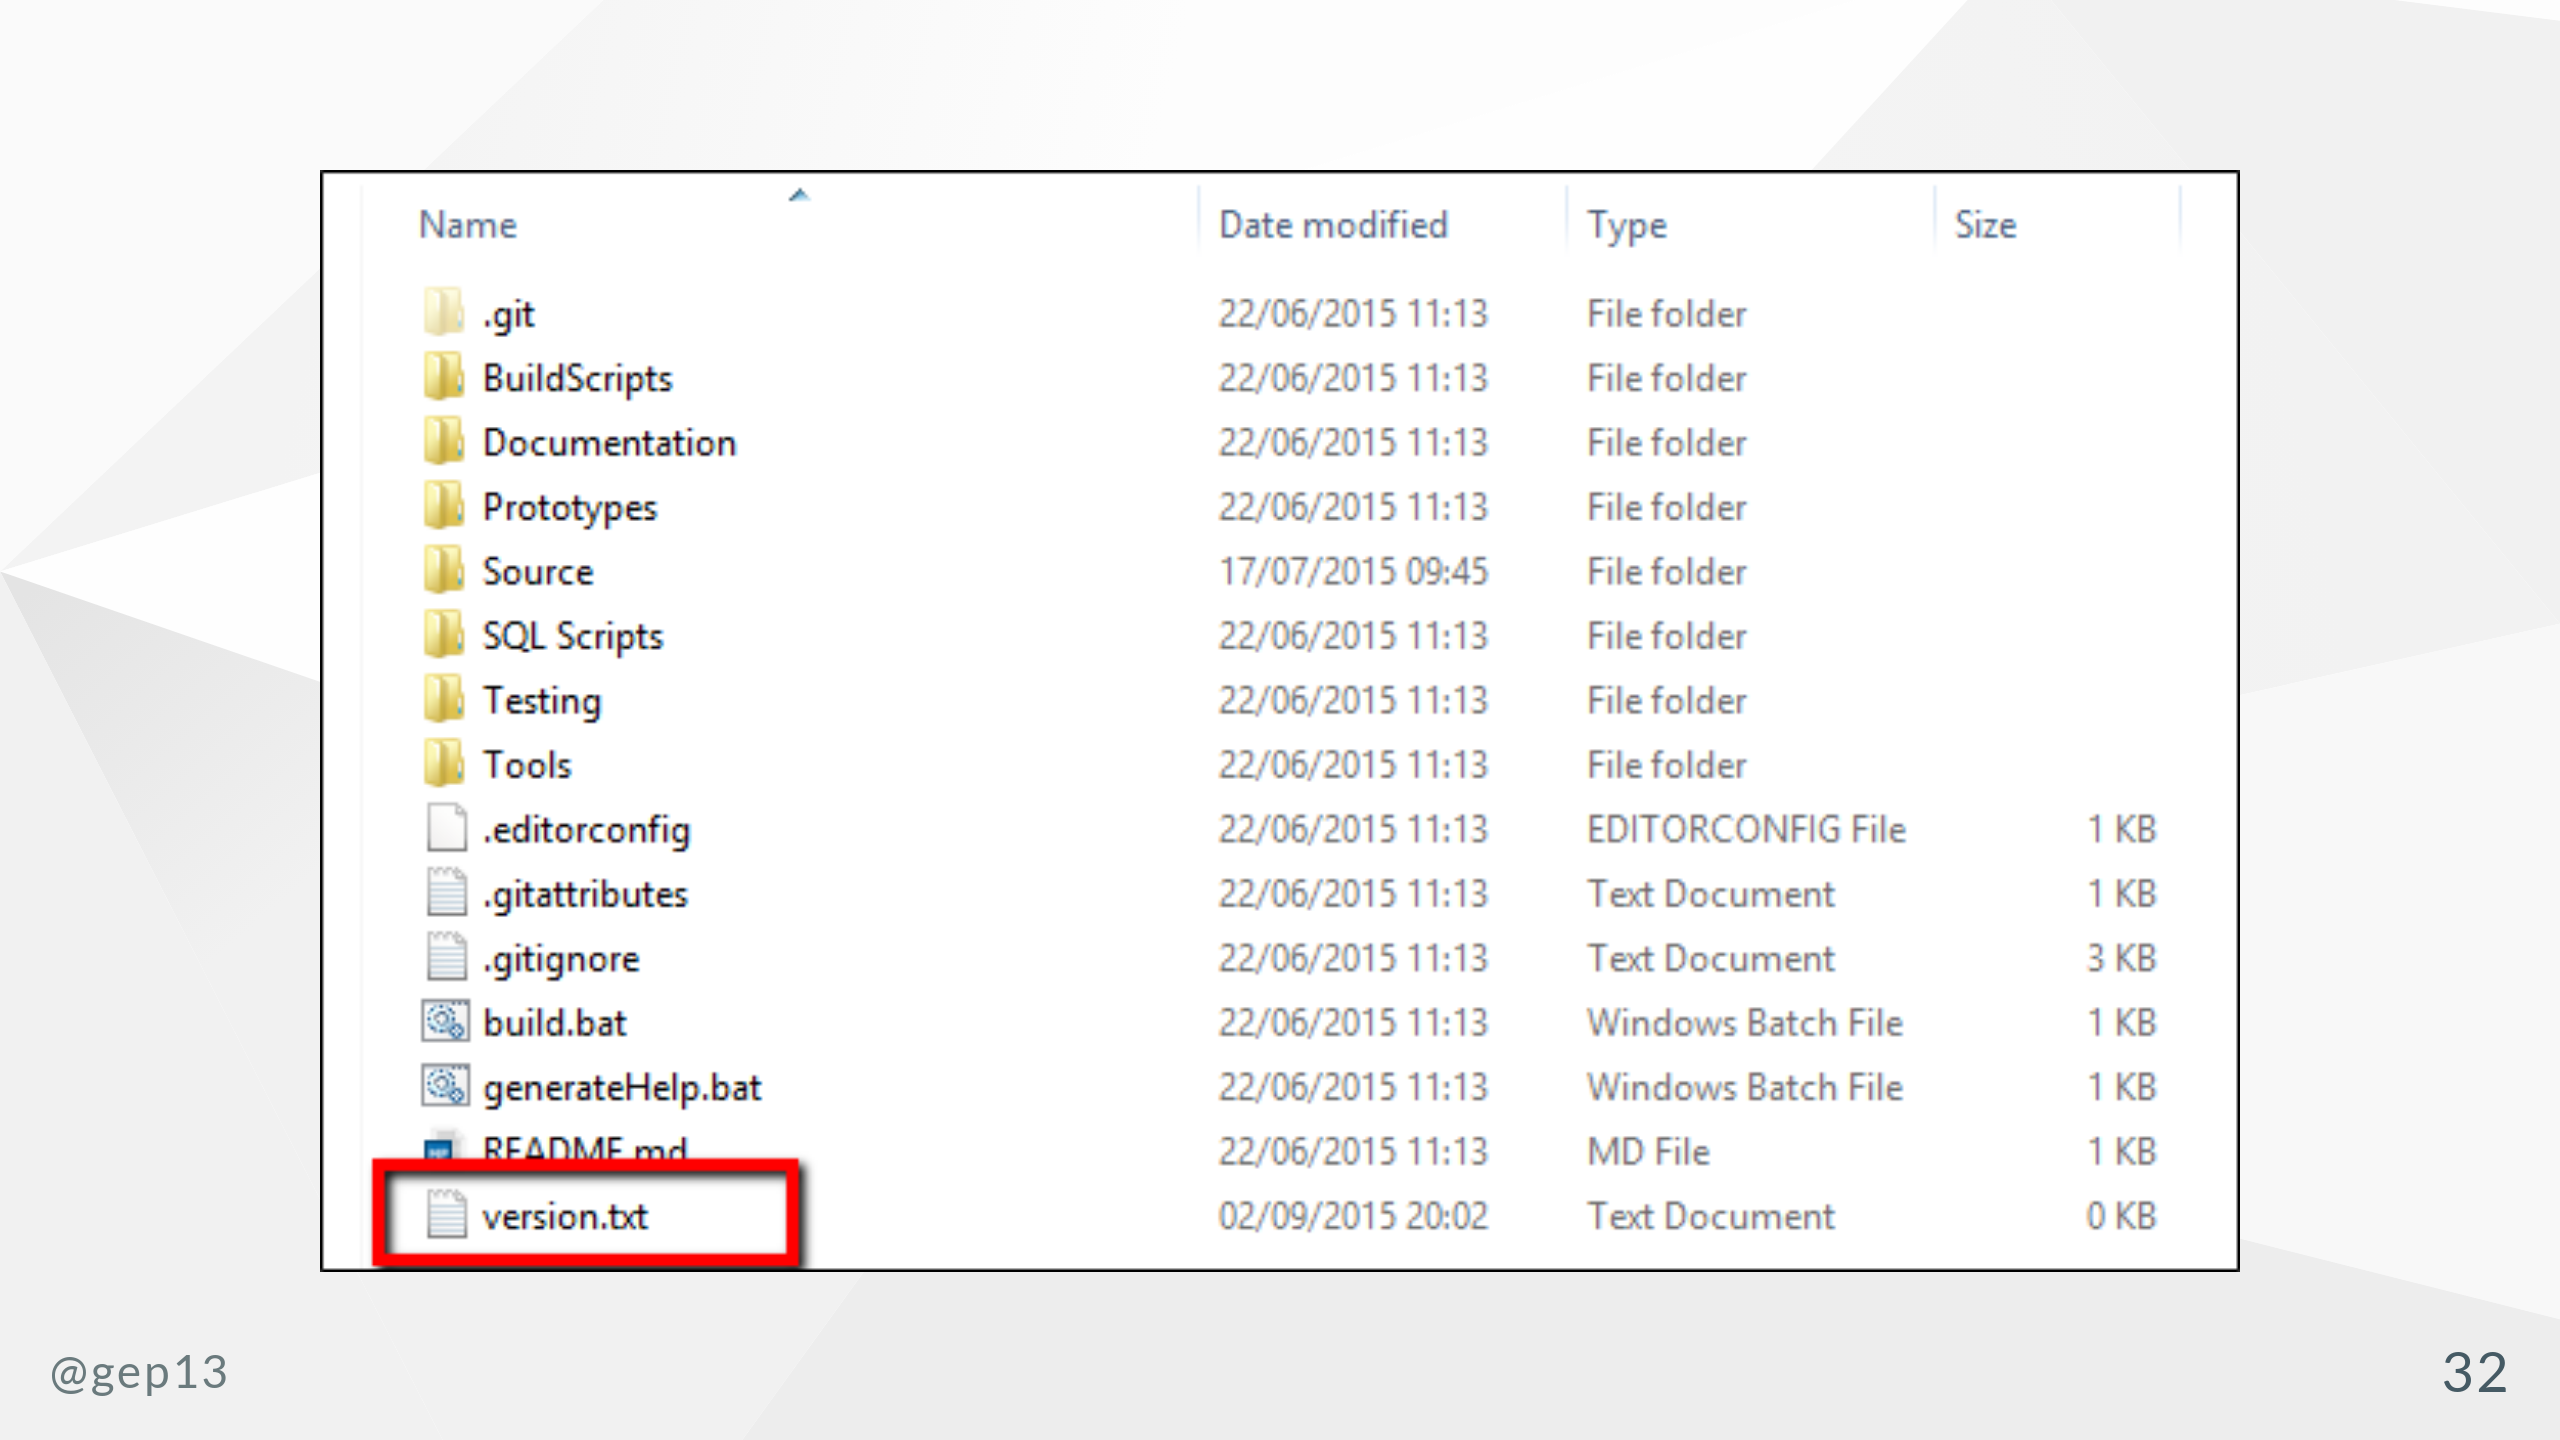 Name Date modified Type Size
.git 22/06/2015 11:13 File folder
BuildScripts 22/06/2015 11:13 File folder
Documentation 22/06/2015 11:13 File folder
Prototypes 22/06/2015 11:13 File folder
Source 17/07/2015 09:45 File folder
SQL Scripts 22/06/2015 11:13 File folder
Testing 22/06/2015 11:13 File folder
Tools 22/06/2015 11:13 File folder
.editorconfig 22/06/2015 11:13 EDITORCONFIG File 1 KB
.gitattributes 22/06/2015 11:13 Text Document 1 KB
.gitignore 22/06/2015 11:13 Text Document 3 KB
build.bat 22/06/2015 11:13 Windows Batch File 1 KB
generateHelp.bat 22/06/2015 11:13 Windows Batch File 1 KB
README.md 22/06/2015 11:13 MD File 1 KB
version.txt 02/09/2015 20:02 Text Document 0 KB
@gep13 32